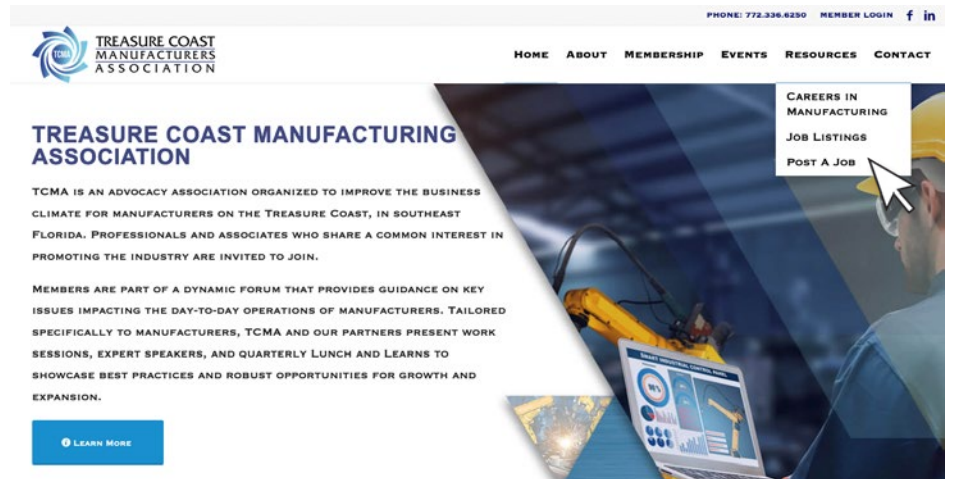 PHONE: 772.336.6250 MEMBER LOGIN f in
TCMA
TREASURE COAST
MANUFACTURERS
ASSOCIATION
HOME ABOUT MEMBERSHIP EVENTS RESOURCES CONTACT
CAREERS IN
MANUFACTURING
JOB LISTINGS
POST A JOB
TREASURE COAST MANUFACTURING
ASSOCIATION
TCMA IS AN ADVOCACY ASSOCIATION ORGANIZED TO IMPROVE THE BUSINESS
CLIMATE FOR MANUFACTURERS ON THE TREASURE COAST, IN SOUTHEAST
FLORIDA. PROFESSIONALS AND ASSOCIATES WHO SHARE A COMMON INTEREST IN
PROMOTING THE INDUSTRY ARE INVITED TO JOIN.
MEMBERS ARE PART OF A DYNAMIC FORUM THAT PROVIDES GUIDANCE ON KEY
ISSUES IMPACTING THE DAY-TO-DAY OPERATIONS OF MANUFACTURERS. TAILORED
SPECIFICALLY TO MANUFACTURERS, TCMA AND OUR PARTNERS PRESENT WORK
SESSIONS, EXPERT SPEAKERS, AND QUARTERLY LUNCH AND LEARNS TO
SHOWCASE BEST PRACTICES AND ROBUST OPPORTUNITIES FOR GROWTH AND
EXPANSION.
LEARN MORE
SMART INDUSTRIAL CONTROL PANEL